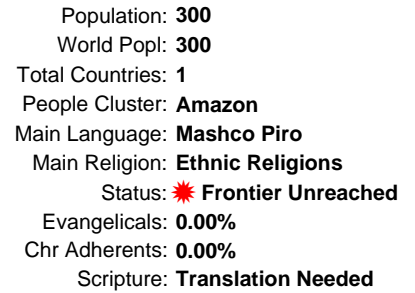 Population: 300
World Popl: 300
Total Countries: 1
People Cluster: Amazon
Main Language: Mashco Piro
Main Religion: Ethnic Religions
Status: Frontier Unreached
Evangelicals: 0.00%
Chr Adherents: 0.00%
Scripture: Translation Needed